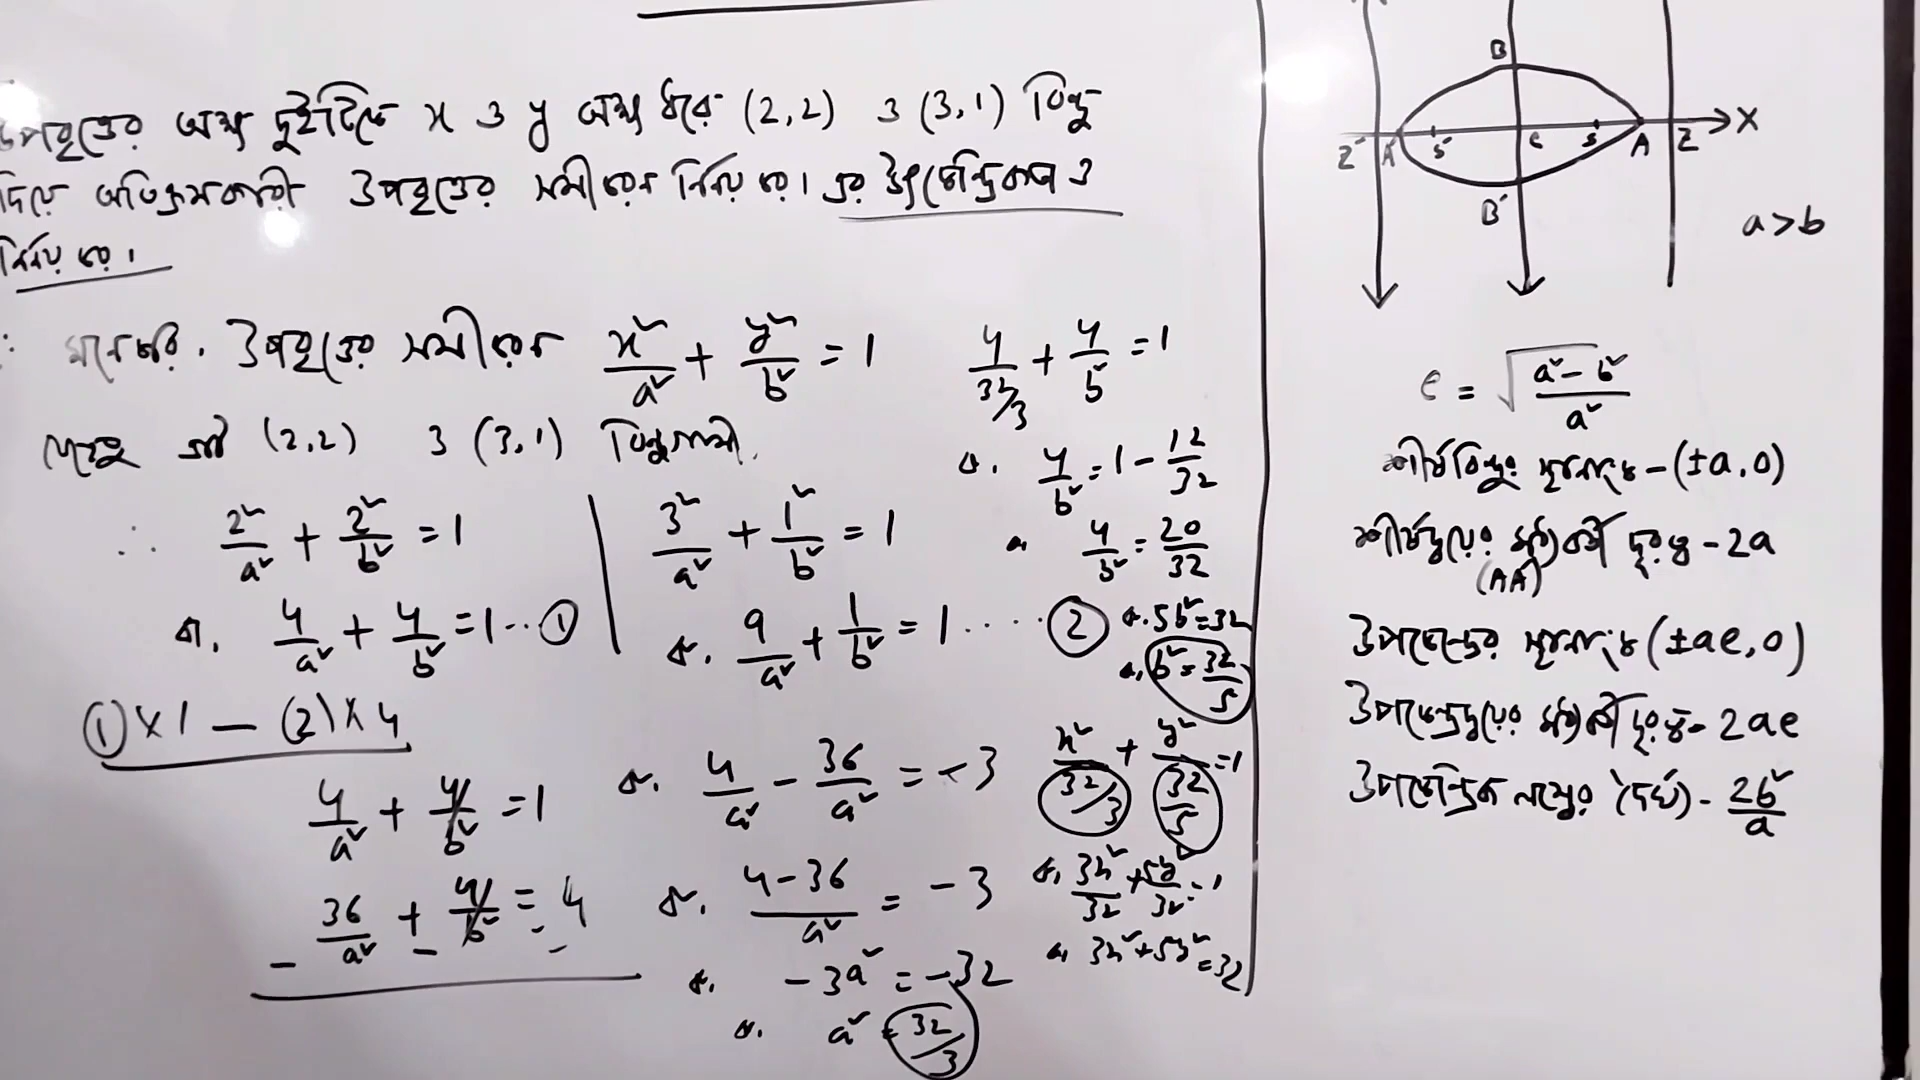 উপবৃত্তের অক্ষ দুইটিকে x ও y অক্ষ ধরে (2,2) ও (3,1) বিন্দু
দিয়ে অতিক্রমকারী উপবৃত্তের সমীকরণ নির্ণয় কর। এর উৎকেন্দ্রিকতা ও
নির্ণয় কর।
মনেকরি, উপবৃত্তের সমীকরণ x²/a² + y²/b² = 1
(2,2) ও (3,1) বিন্দুগামী,
∴ 2²/a² + 2²/b² = 1
বা, 4/a² + 4/b² = 1 ... ①
3²/a² + 1²/b² = 1
বা, 9/a² + 1/b² = 1 ..... ②
①×1 — (2)×4
4/a² + 4/b² = 1
36/a² + 4/b² = 4
- - - -
বা, 4/a² - 36/a² = -3
বা, (4-36)/a² = -3
বা, -3a² = -32
বা, a² = 32/3
4/(32/3) + 4/b² = 1
বা, 4/b² = 1 - 12/32
বা, 4/b² = 20/32
বা, 5b² = 32
বা, b² = 32/5
x²/(32/3) + y²/(32/5) = 1
বা, 3x²/32 + 5y²/32 = 1
বা, 3x² + 5y² = 32
B
X
Z′ A′ S′ C S A Z
B′
a > b
e = √((a² - b²)/a²)
শীর্ষবিন্দুর স্থানাংক - (±a, 0)
শীর্ষদ্বয়ের মধ্যবর্তী দূরত্ব - 2a
(AA′)
উপকেন্দ্রের স্থানাংক (±ae, 0)
উপকেন্দ্রদ্বয়ের মধ্যবর্তী দূরত্ব = 2ae
উপকেন্দ্রিক লম্বের দৈর্ঘ্য - 2b²/a